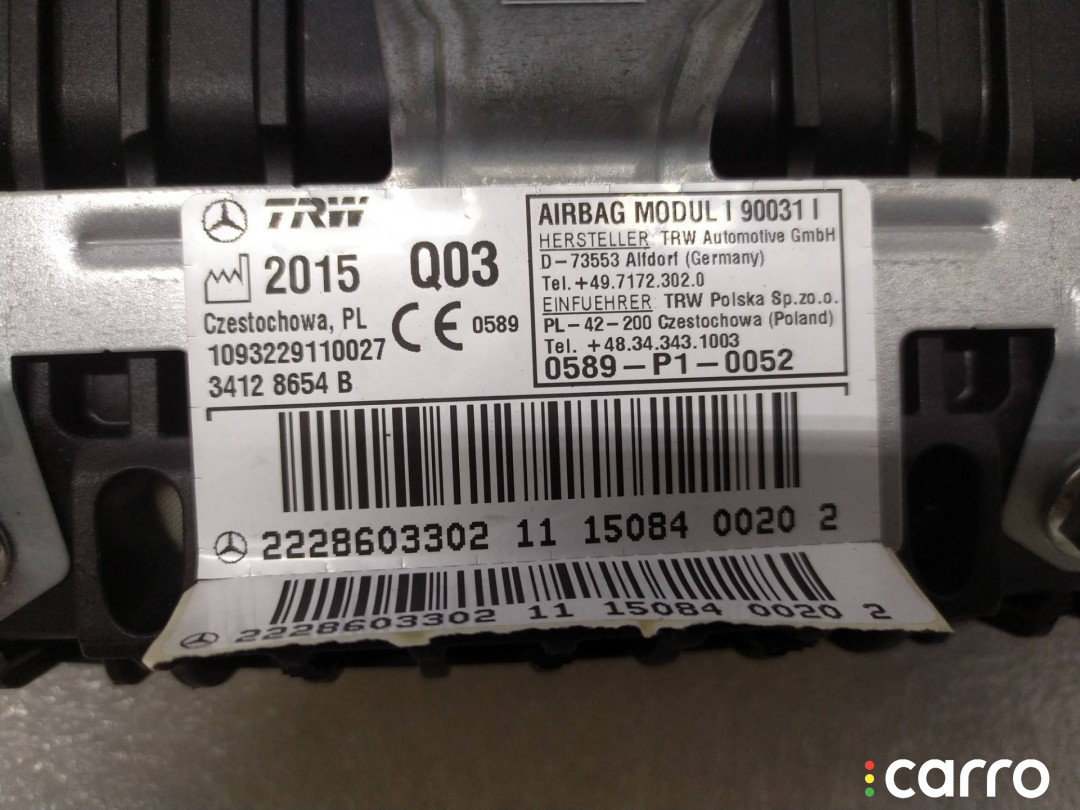 TRW
2015 Q03
Czestochowa, PL
1093229110027
CE 0589
34128654 B
AIRBAG MODUL I 90031 I
HERSTELLER: TRW Automotive GmbH
D-73553 Alfdorf (Germany)
Tel.+49.7172.302.0
EINFUEHRER: TRW Polska Sp.zo.o.
PL-42-200 Czestochowa (Poland)
Tel. +48.34.343.1003
0589-P1-0052
2228603302 11 15084 0020 2
2228603302 11 15084 0020 2
carro